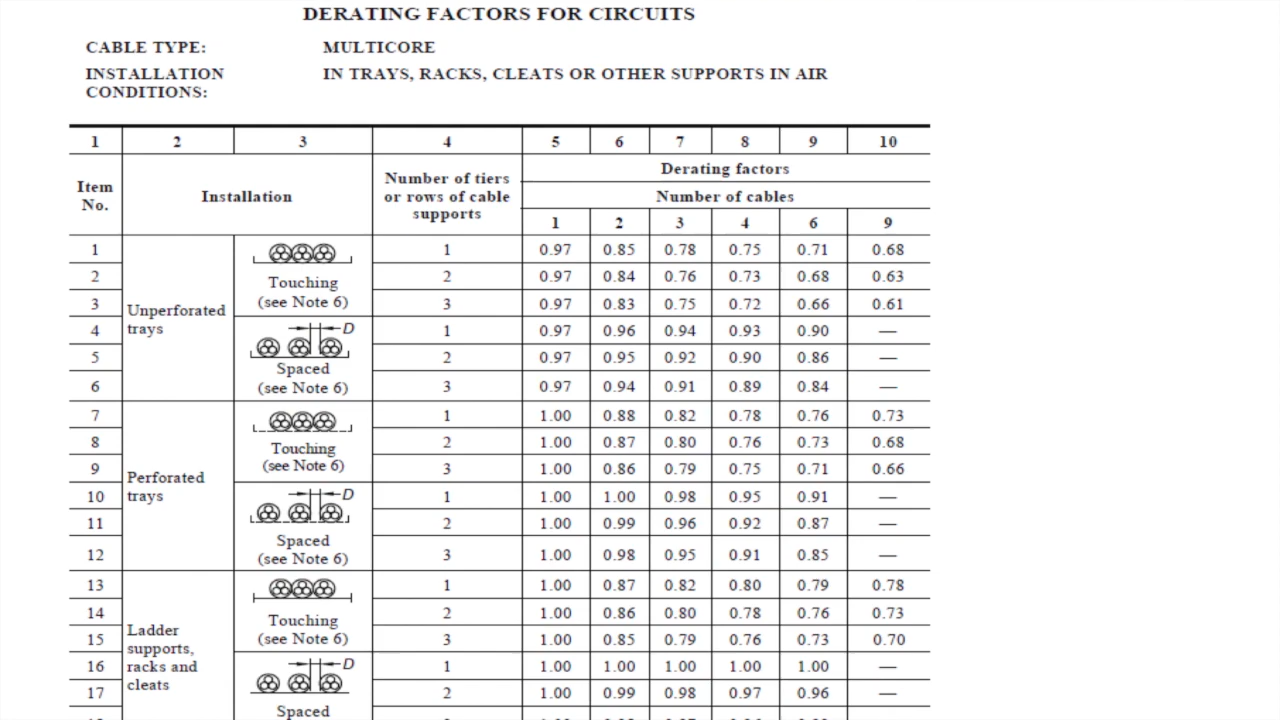 DERATING FACTORS FOR CIRCUITS
CABLE TYPE: MULTICORE
INSTALLATION CONDITIONS: IN TRAYS, RACKS, CLEATS OR OTHER SUPPORTS IN AIR
1 2 3 4 5 6 7 8 9 10
Item No. Installation Number of tiers or rows of cable supports Derating factors
Number of cables
1 2 3 4 6 9
Unperforated trays
Touching (see Note 6)
1 1 0.97 0.85 0.78 0.75 0.71 0.68
2 2 0.97 0.84 0.76 0.73 0.68 0.63
3 3 0.97 0.83 0.75 0.72 0.66 0.61
D
Spaced (see Note 6)
4 1 0.97 0.96 0.94 0.93 0.90 —
5 2 0.97 0.95 0.92 0.90 0.86 —
6 3 0.97 0.94 0.91 0.89 0.84 —
Perforated trays
Touching (see Note 6)
7 1 1.00 0.88 0.82 0.78 0.76 0.73
8 2 1.00 0.87 0.80 0.76 0.73 0.68
9 3 1.00 0.86 0.79 0.75 0.71 0.66
D
Spaced (see Note 6)
10 1 1.00 1.00 0.98 0.95 0.91 —
11 2 1.00 0.99 0.96 0.92 0.87 —
12 3 1.00 0.98 0.95 0.91 0.85 —
Ladder supports, racks and cleats
Touching (see Note 6)
13 1 1.00 0.87 0.82 0.80 0.79 0.78
14 2 1.00 0.86 0.80 0.78 0.76 0.73
15 3 1.00 0.85 0.79 0.76 0.73 0.70
D
Spaced
16 1 1.00 1.00 1.00 1.00 1.00 —
17 2 1.00 0.99 0.98 0.97 0.96 —